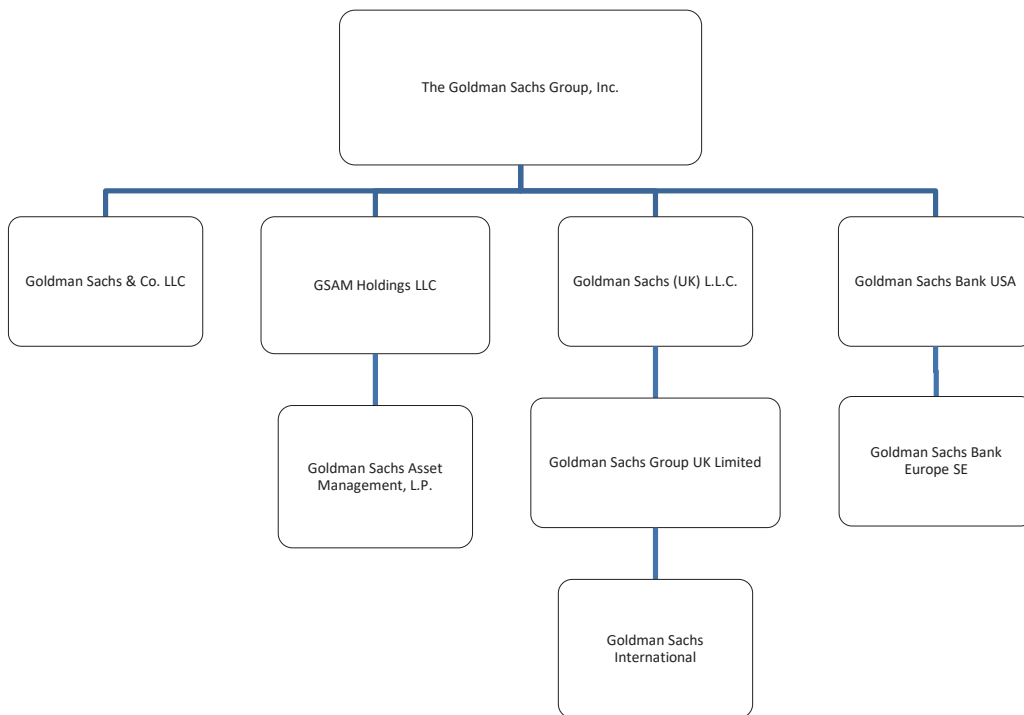 The Goldman Sachs Group, Inc.
Goldman Sachs & Co. LLC
GSAM Holdings LLC
Goldman Sachs (UK) L.L.C.
Goldman Sachs Bank USA
Goldman Sachs Asset
Management, L.P.
Goldman Sachs Group UK Limited
Goldman Sachs Bank
Europe SE
Goldman Sachs
International